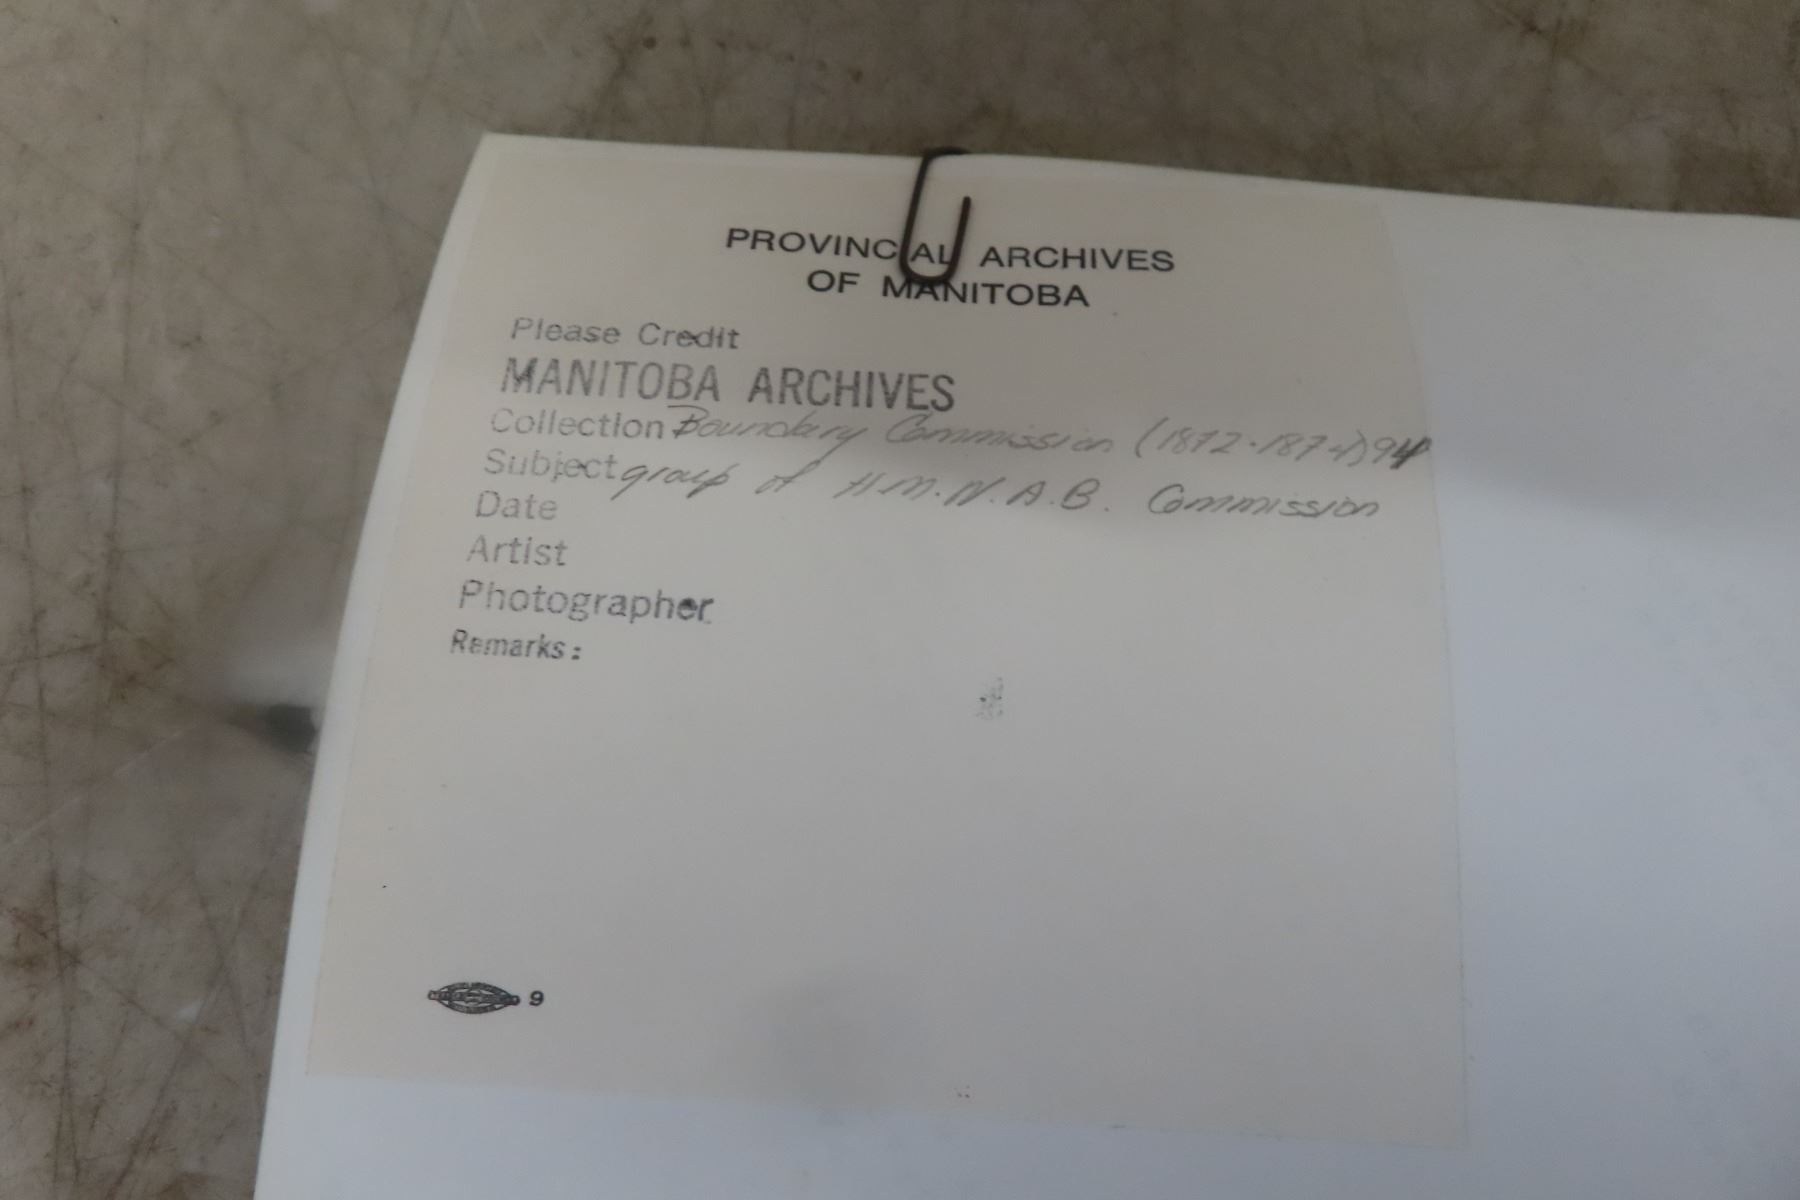 PROVINCIAL ARCHIVES
OF MANITOBA
Please Credit
MANITOBA ARCHIVES
Collection Boundary Commission (1872-1874) 94
Subject group of H.M.N.A.B. Commission
Date
Artist
Photographer
Remarks:
9